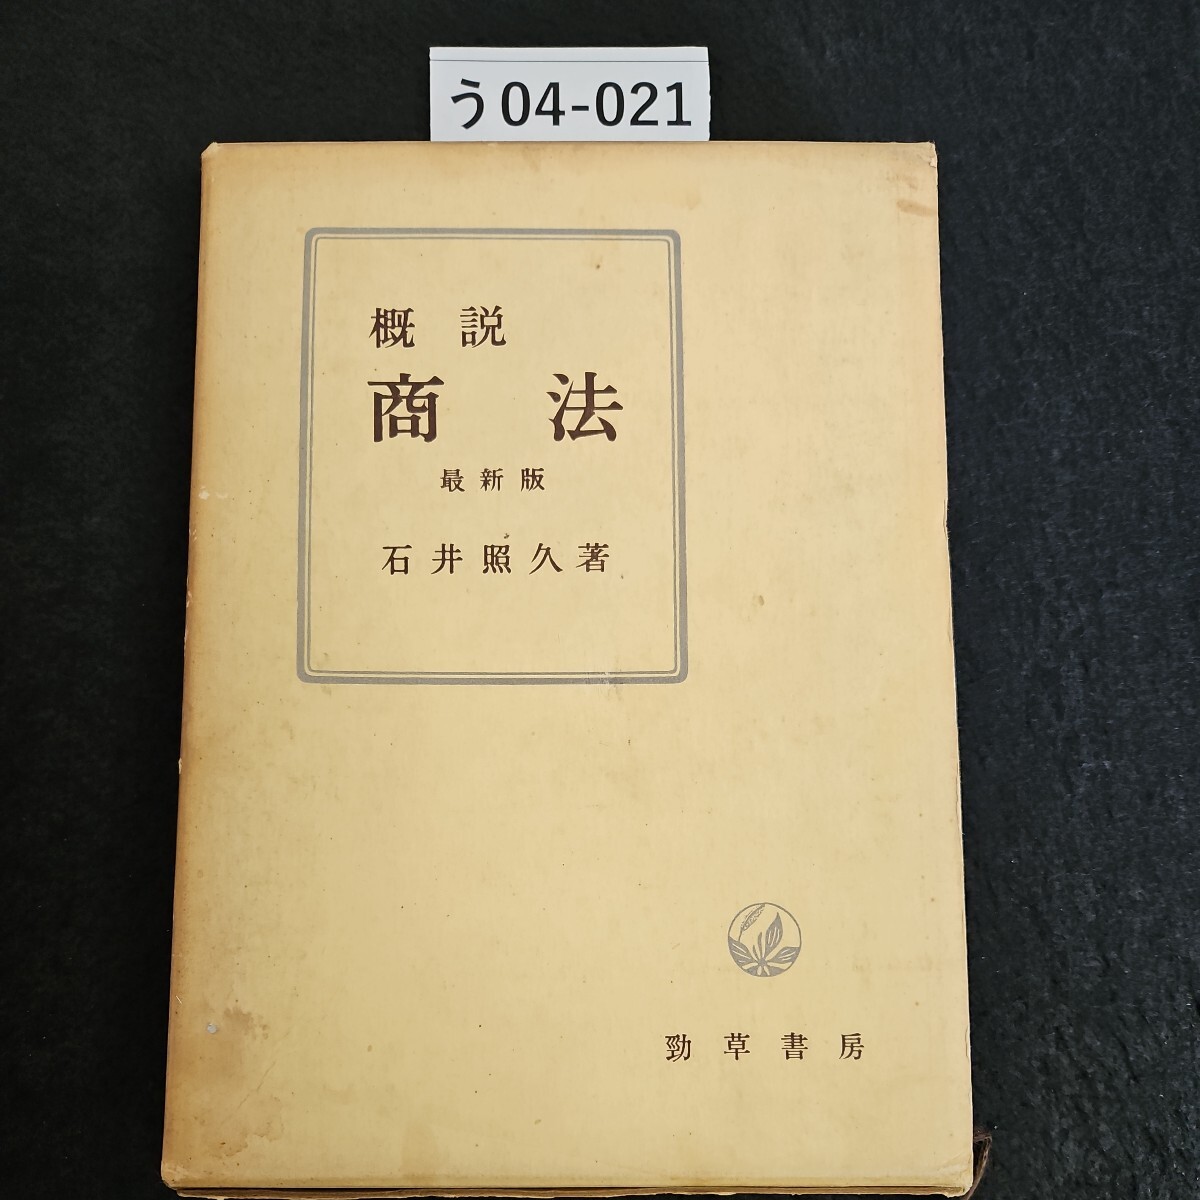 う04-021
概説
商法
最新版
石井照久著
勁草書房